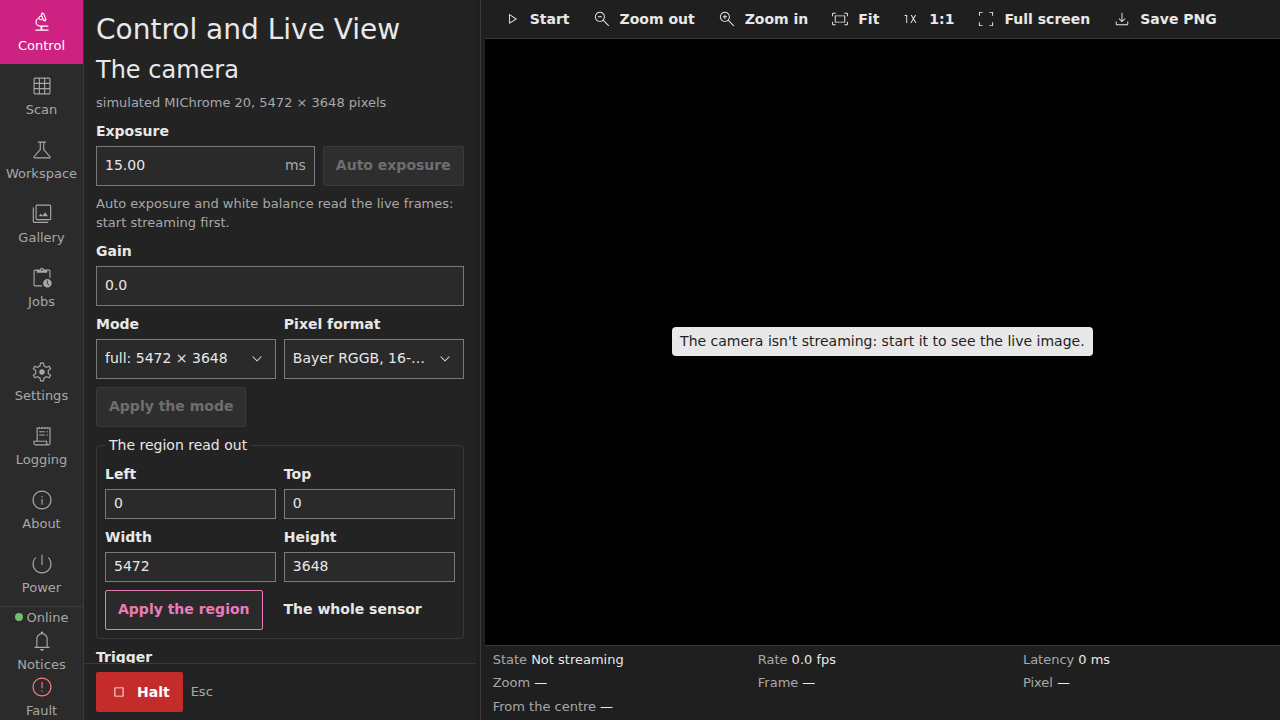 Control
Scan
Workspace
Gallery
Jobs
Settings
Logging
About
Power
Online
Notices
Fault
Control and Live View
The camera
simulated MIChrome 20, 5472 × 3648 pixels
Exposure
15.00 ms
Auto exposure
Auto exposure and white balance read the live frames:
start streaming first.
Gain
0.0
Mode Pixel format
full: 5472 × 3648 Bayer RGGB, 16-...
Apply the mode
The region read out
Left Top
0 0
Width Height
5472 3648
Apply the region The whole sensor
Trigger
Halt Esc
Start Zoom out Zoom in Fit 1X 1:1 Full screen Save PNG
The camera isn't streaming: start it to see the live image.
State Not streaming Rate 0.0 fps Latency 0 ms
Zoom — Frame — Pixel —
From the centre —